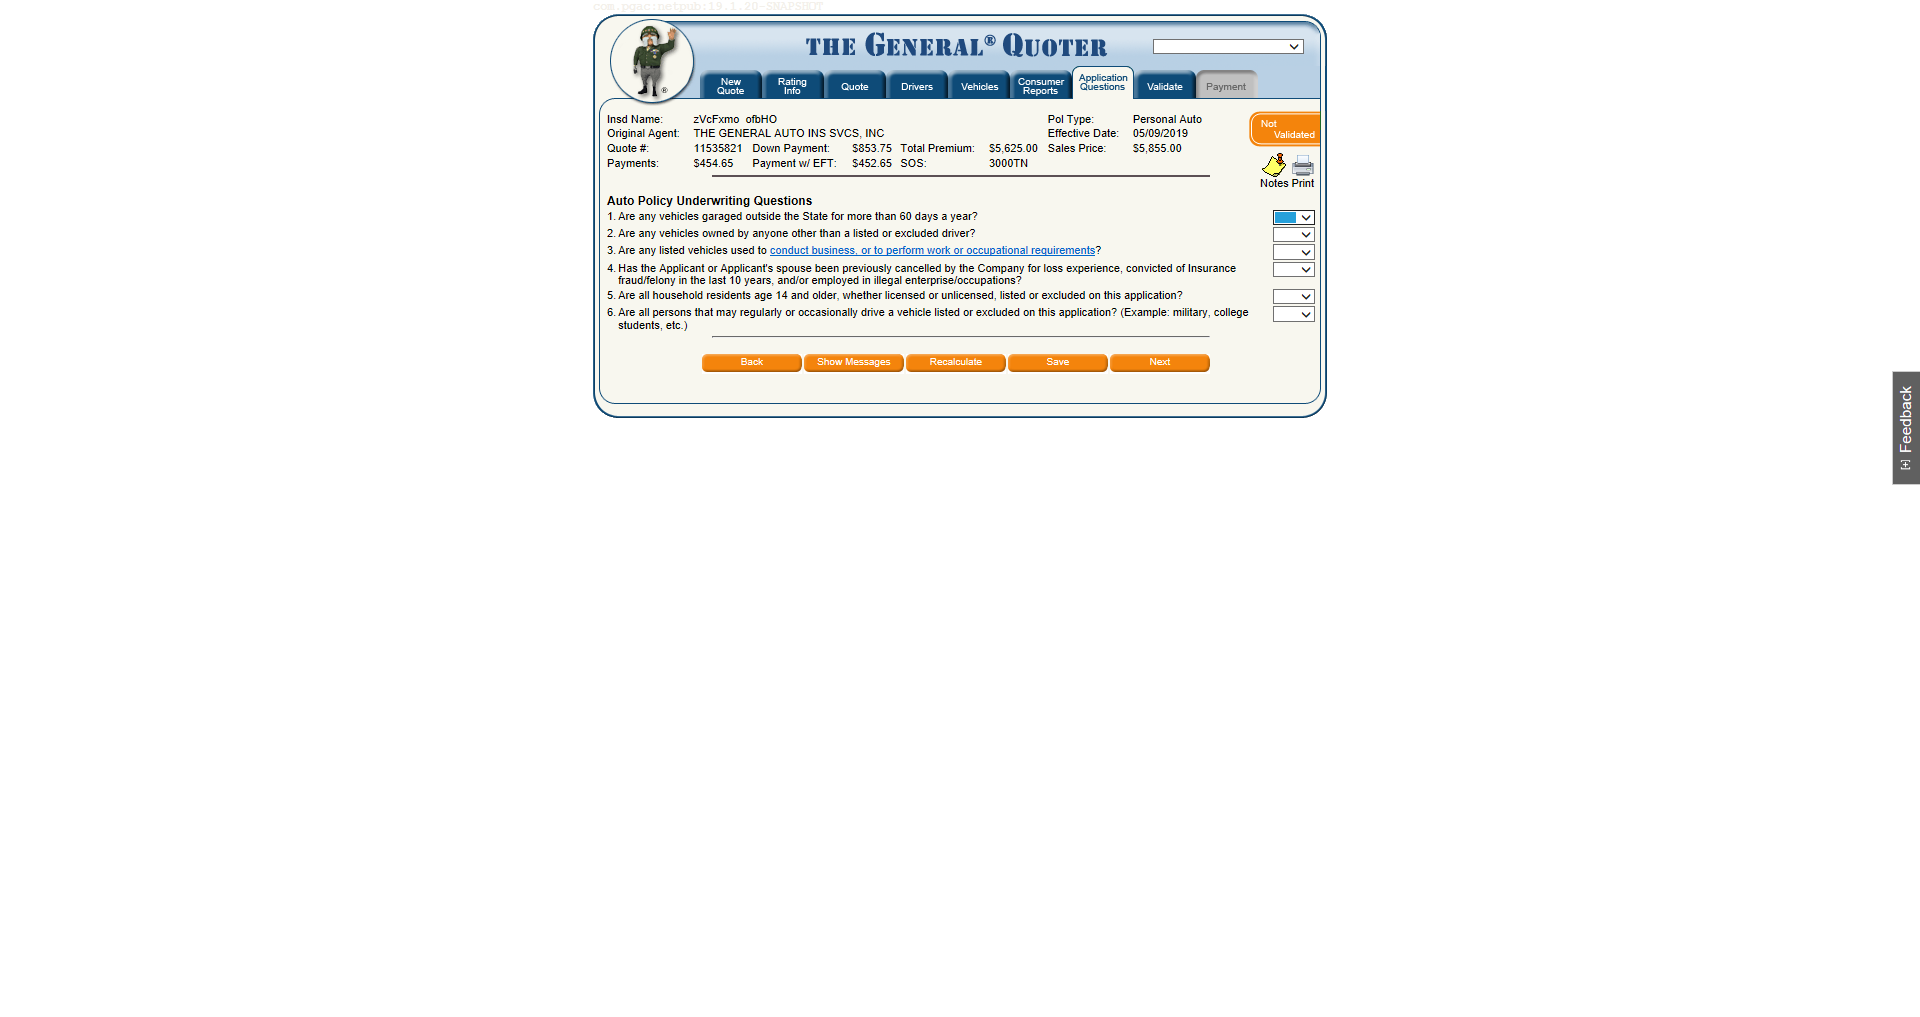 com.pgac:netpub:19.1.20-SNAPSHOT
THE GENERAL® QUOTER
New Quote
Rating Info
Quote
Drivers
Vehicles
Consumer Reports
Application Questions
Validate
Payment
Insd Name: zVcFxmo ofbHO Pol Type: Personal Auto
Not Validated
Original Agent: THE GENERAL AUTO INS SVCS, INC Effective Date: 05/09/2019
Quote #: 11535821 Down Payment: $853.75 Total Premium: $5,625.00 Sales Price: $5,855.00
Payments: $454.65 Payment w/ EFT: $452.65 SOS: 3000TN
Notes Print
Auto Policy Underwriting Questions
1. Are any vehicles garaged outside the State for more than 60 days a year?
2. Are any vehicles owned by anyone other than a listed or excluded driver?
3. Are any listed vehicles used to conduct business, or to perform work or occupational requirements?
4. Has the Applicant or Applicant's spouse been previously cancelled by the Company for loss experience, convicted of Insurance
fraud/felony in the last 10 years, and/or employed in illegal enterprise/occupations?
5. Are all household residents age 14 and older, whether licensed or unlicensed, listed or excluded on this application?
6. Are all persons that may regularly or occasionally drive a vehicle listed or excluded on this application? (Example: military, college
students, etc.)
Back Show Messages Recalculate Save Next
[+] Feedback